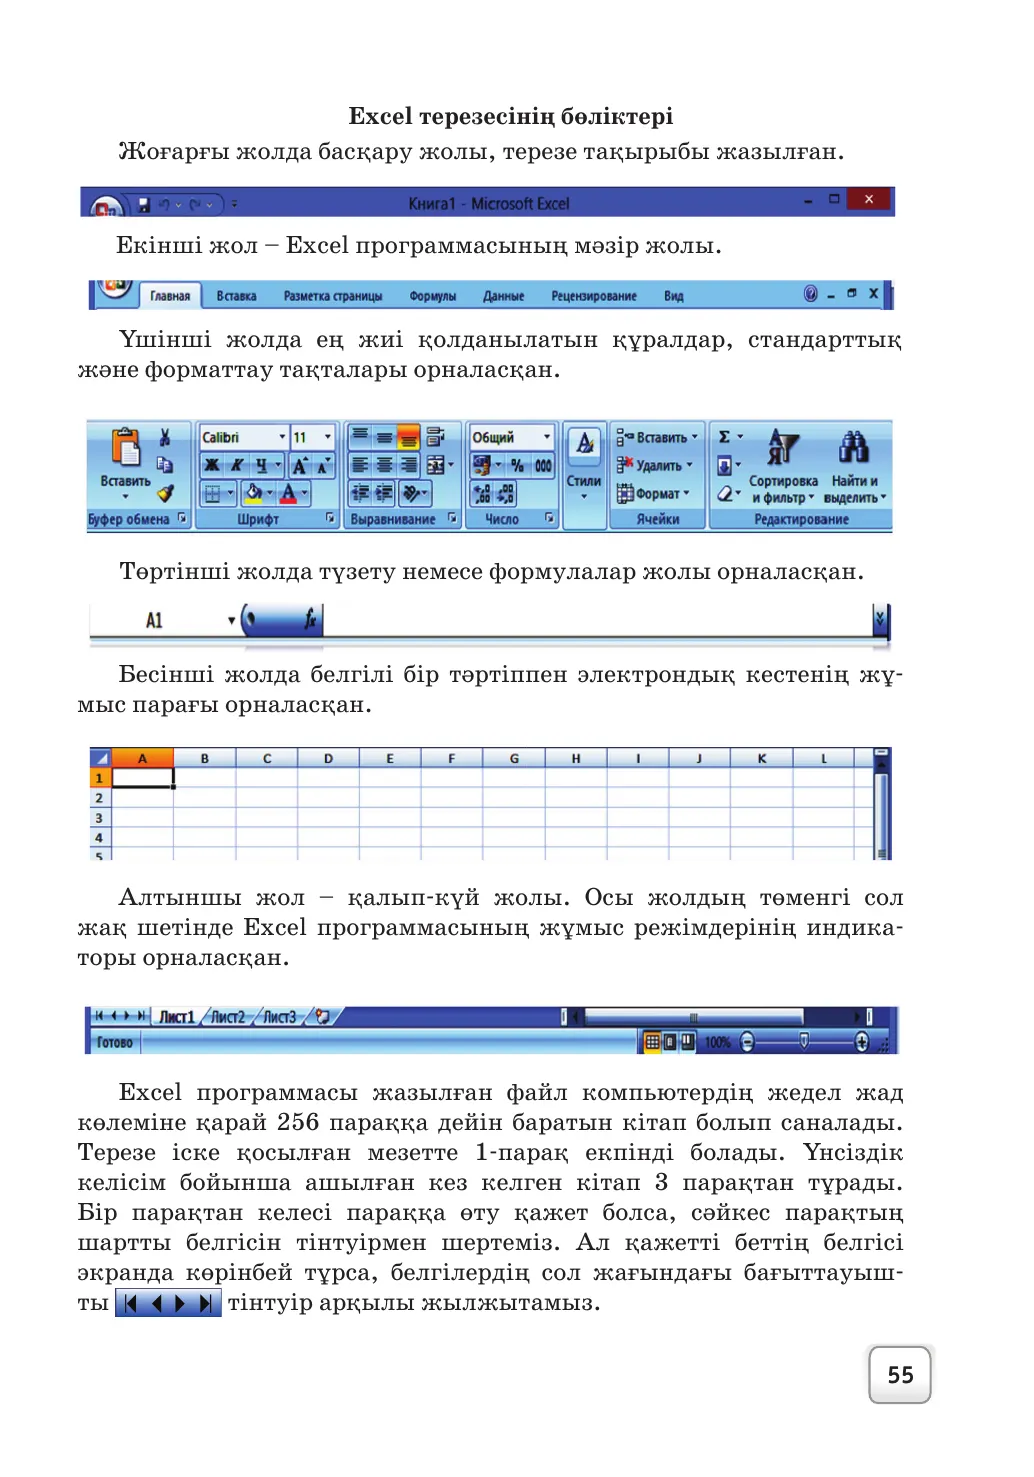 Excel терезесінің бөліктері
Жоғарғы жолда басқару жолы, терезе тақырыбы жазылған.
Книга1 - Microsoft Excel
Екінші жол – Excel программасының мәзір жолы.
Главная Вставка Разметка страницы Формулы Данные Рецензирование Вид
Үшінші жолда ең жиі қолданылатын құралдар, стандарттық
және форматтау тақталары орналасқан.
Calibri 11 Общий Вставить Σ
Ж К Ч А А % 000 Удалить
Вставить Стили Сортировка Найти и
А Формат и фильтр выделить
Буфер обмена Шрифт Выравнивание Число Ячейки Редактирование
Төртінші жолда түзету немесе формулалар жолы орналасқан.
A1 fx
Бесінші жолда белгілі бір тәртіппен электрондық кестенің жұ-
мыс парағы орналасқан.
A B C D E F G H I J K L
1
2
3
4
5
Алтыншы жол – қалып-күй жолы. Осы жолдың төменгі сол
жақ шетінде Excel программасының жұмыс режімдерінің индика-
торы орналасқан.
Лист1 Лист2 Лист3
Готово 100%
Excel программасы жазылған файл компьютердің жедел жад
көлеміне қарай 256 параққа дейін баратын кітап болып саналады.
Терезе іске қосылған мезетте 1-парақ екпінді болады. Үнсіздік
келісім бойынша ашылған кез келген кітап 3 парақтан тұрады.
Бір парақтан келесі параққа өту қажет болса, сәйкес парақтың
шартты белгісін тінтуірмен шертеміз. Ал қажетті беттің белгісі
экранда көрінбей тұрса, белгілердің сол жағындағы бағыттауыш-
ты тінтуір арқылы жылжытамыз.
55